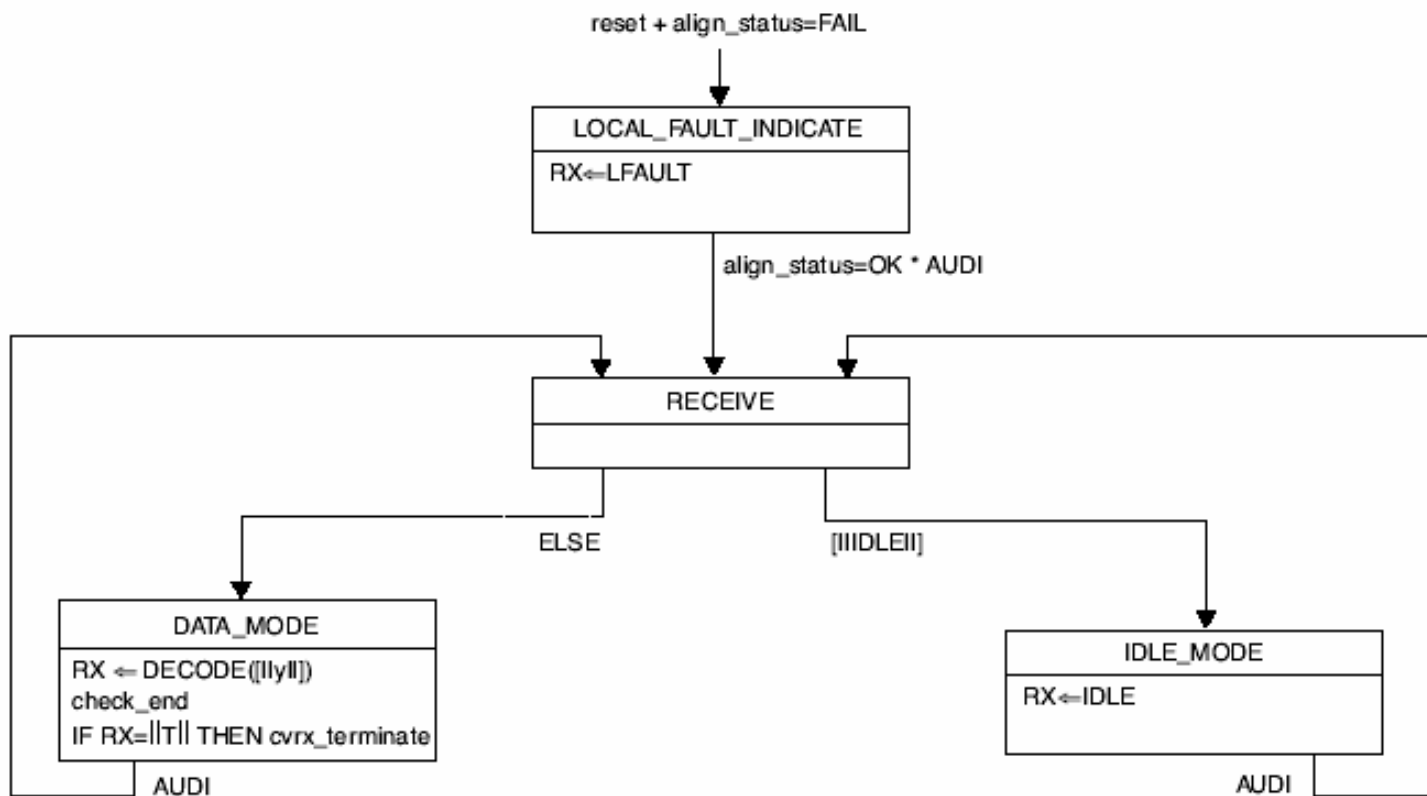 reset + align_status=FAIL
LOCAL_FAULT_INDICATE
RX⇐LFAULT
align_status=OK * AUDI
RECEIVE
ELSE
[IIIDLEII]
DATA_MODE
RX ⇐ DECODE([IIyII])
check_end
IF RX=||T|| THEN cvrx_terminate
AUDI
IDLE_MODE
RX⇐IDLE
AUDI